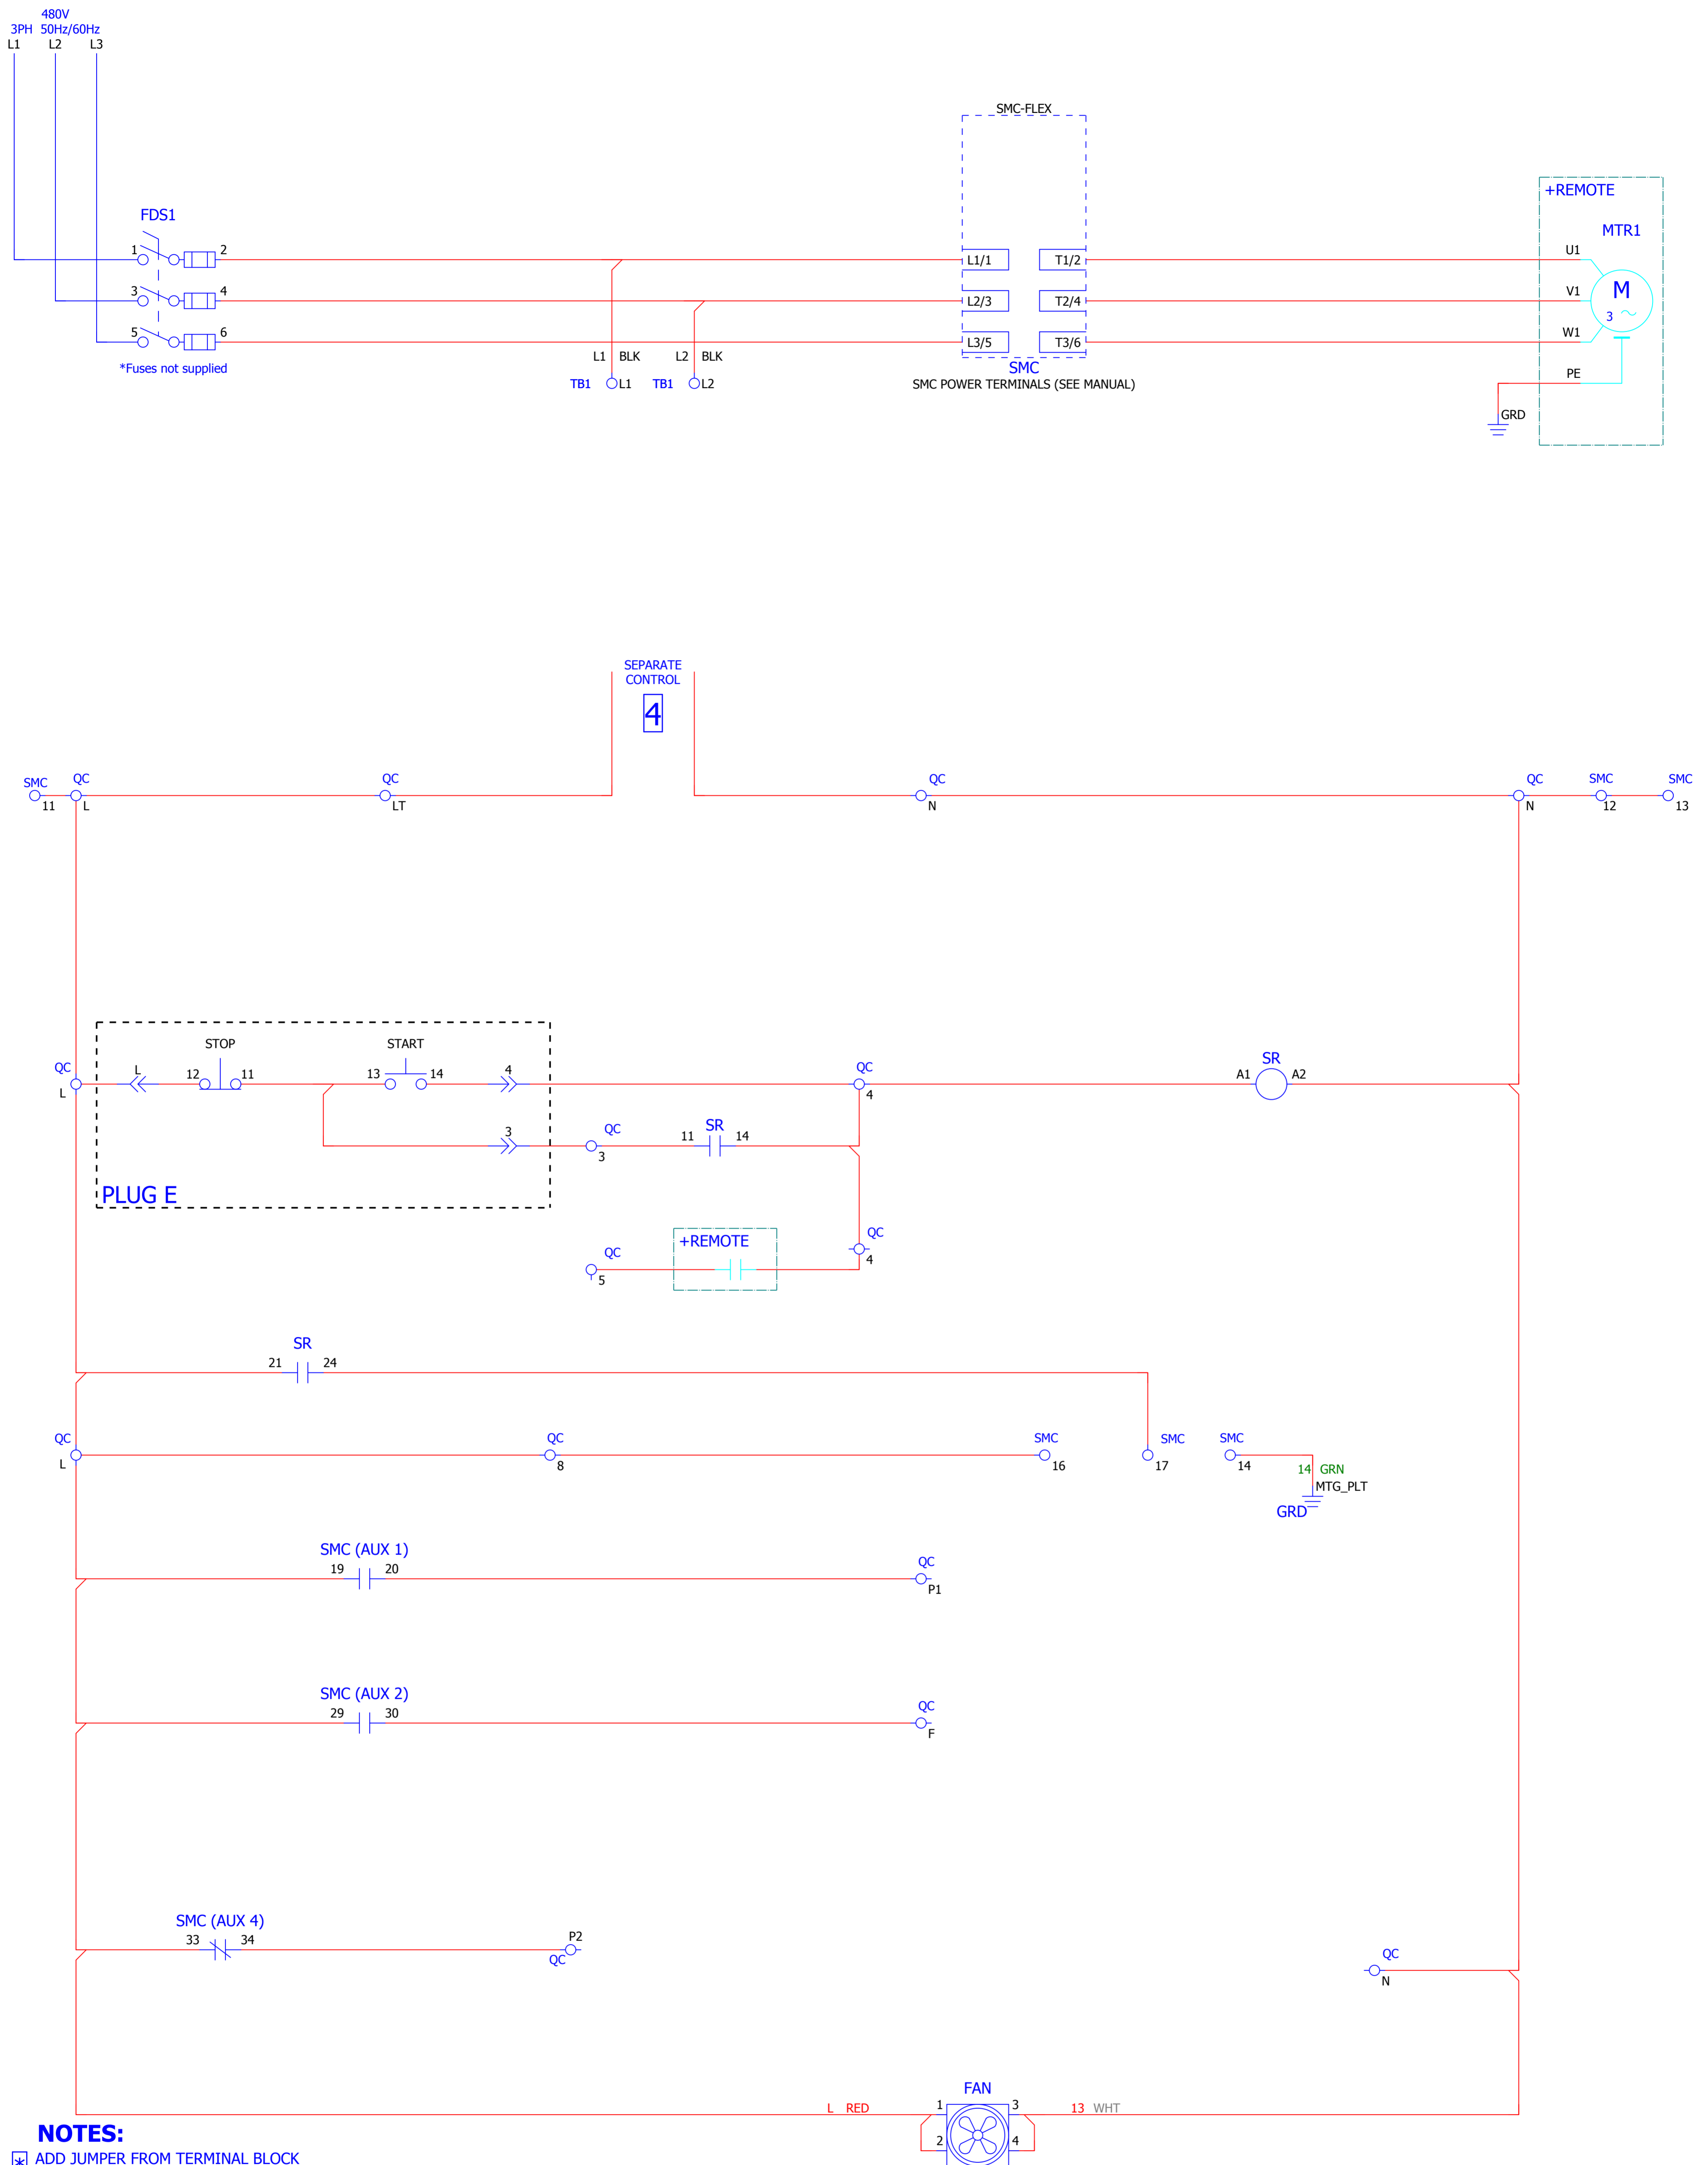 480V
3PH 50Hz/60Hz
L1 L2 L3
SMC-FLEX
+REMOTE
FDS1
MTR1
1 2
L1/1 T1/2
U1
3 4
L2/3 T2/4
V1
M
3
5 6
L3/5 T3/6
W1
L1 BLK L2 BLK
*Fuses not supplied
SMC
TB1 L1 TB1 L2
SMC POWER TERMINALS (SEE MANUAL)
PE
GRD
SEPARATE
CONTROL
4
SMC QC QC QC QC SMC SMC
11 L LT N N 12 13
STOP START
QC L 12 11 13 14 4 QC SR
A1 A2
L 4
3 QC 11 SR 14
3
PLUG E
+REMOTE
QC QC
5 4
SR
21 24
QC QC SMC SMC SMC
L 8 16 17 14
14 GRN
MTG_PLT
GRD
SMC (AUX 1)
19 20 QC
P1
SMC (AUX 2)
29 30 QC
F
SMC (AUX 4)
33 34 P2
QC
QC
N
FAN
L RED 1 3 13 WHT
2 4
NOTES:
* ADD JUMPER FROM TERMINAL BLOCK